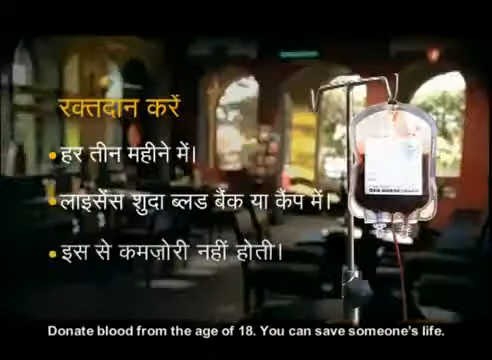 रक्तदान करें
• हर तीन महीने में।
• लाइसेंस शुदा ब्लड बैंक या कैंप में।
• इस से कमज़ोरी नहीं होती।
Donate blood from the age of 18. You can save someone's life.